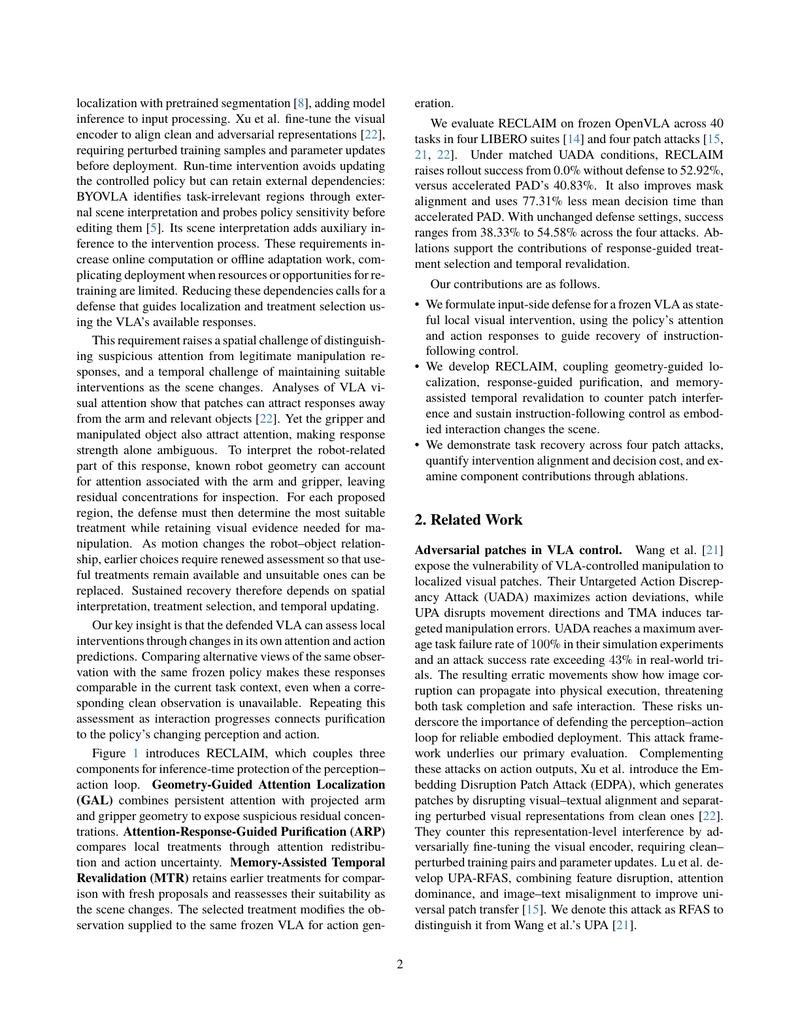 localization with pretrained segmentation [8], adding model
inference to input processing. Xu et al. fine-tune the visual
encoder to align clean and adversarial representations [22],
requiring perturbed training samples and parameter updates
before deployment. Run-time intervention avoids updating
the controlled policy but can retain external dependencies:
BYOVLA identifies task-irrelevant regions through exter-
nal scene interpretation and probes policy sensitivity before
editing them [5]. Its scene interpretation adds auxiliary in-
ference to the intervention process. These requirements in-
crease online computation or offline adaptation work, com-
plicating deployment when resources or opportunities for re-
training are limited. Reducing these dependencies calls for a
defense that guides localization and treatment selection us-
ing the VLA's available responses.
This requirement raises a spatial challenge of distinguish-
ing suspicious attention from legitimate manipulation re-
sponses, and a temporal challenge of maintaining suitable
interventions as the scene changes. Analyses of VLA vi-
sual attention show that patches can attract responses away
from the arm and relevant objects [22]. Yet the gripper and
manipulated object also attract attention, making response
strength alone ambiguous. To interpret the robot-related
part of this response, known robot geometry can account
for attention associated with the arm and gripper, leaving
residual concentrations for inspection. For each proposed
region, the defense must then determine the most suitable
treatment while retaining visual evidence needed for ma-
nipulation. As motion changes the robot–object relation-
ship, earlier choices require renewed assessment so that use-
ful treatments remain available and unsuitable ones can be
replaced. Sustained recovery therefore depends on spatial
interpretation, treatment selection, and temporal updating.
Our key insight is that the defended VLA can assess local
interventions through changes in its own attention and action
predictions. Comparing alternative views of the same obser-
vation with the same frozen policy makes these responses
comparable in the current task context, even when a corre-
sponding clean observation is unavailable. Repeating this
assessment as interaction progresses connects purification
to the policy's changing perception and action.
Figure 1 introduces RECLAIM, which couples three
components for inference-time protection of the perception–
action loop. Geometry-Guided Attention Localization
(GAL) combines persistent attention with projected arm
and gripper geometry to expose suspicious residual concen-
trations. Attention-Response-Guided Purification (ARP)
compares local treatments through attention redistribu-
tion and action uncertainty. Memory-Assisted Temporal
Revalidation (MTR) retains earlier treatments for compar-
ison with fresh proposals and reassesses their suitability as
the scene changes. The selected treatment modifies the ob-
servation supplied to the same frozen VLA for action gen-
eration.
We evaluate RECLAIM on frozen OpenVLA across 40
tasks in four LIBERO suites [14] and four patch attacks [15,
21, 22]. Under matched UADA conditions, RECLAIM
raises rollout success from 0.0% without defense to 52.92%,
versus accelerated PAD's 40.83%. It also improves mask
alignment and uses 77.31% less mean decision time than
accelerated PAD. With unchanged defense settings, success
ranges from 38.33% to 54.58% across the four attacks. Ab-
lations support the contributions of response-guided treat-
ment selection and temporal revalidation.
Our contributions are as follows.
• We formulate input-side defense for a frozen VLA as state-
ful local visual intervention, using the policy's attention
and action responses to guide recovery of instruction-
following control.
• We develop RECLAIM, coupling geometry-guided lo-
calization, response-guided purification, and memory-
assisted temporal revalidation to counter patch interfer-
ence and sustain instruction-following control as embod-
ied interaction changes the scene.
• We demonstrate task recovery across four patch attacks,
quantify intervention alignment and decision cost, and ex-
amine component contributions through ablations.
2. Related Work
Adversarial patches in VLA control. Wang et al. [21]
expose the vulnerability of VLA-controlled manipulation to
localized visual patches. Their Untargeted Action Discrep-
ancy Attack (UADA) maximizes action deviations, while
UPA disrupts movement directions and TMA induces tar-
geted manipulation errors. UADA reaches a maximum aver-
age task failure rate of 100% in their simulation experiments
and an attack success rate exceeding 43% in real-world tri-
als. The resulting erratic movements show how image cor-
ruption can propagate into physical execution, threatening
both task completion and safe interaction. These risks un-
derscore the importance of defending the perception–action
loop for reliable embodied deployment. This attack frame-
work underlies our primary evaluation. Complementing
these attacks on action outputs, Xu et al. introduce the Em-
bedding Disruption Patch Attack (EDPA), which generates
patches by disrupting visual–textual alignment and separat-
ing perturbed visual representations from clean ones [22].
They counter this representation-level interference by ad-
versarially fine-tuning the visual encoder, requiring clean–
perturbed training pairs and parameter updates. Lu et al. de-
velop UPA-RFAS, combining feature disruption, attention
dominance, and image–text misalignment to improve uni-
versal patch transfer [15]. We denote this attack as RFAS to
distinguish it from Wang et al.'s UPA [21].
2